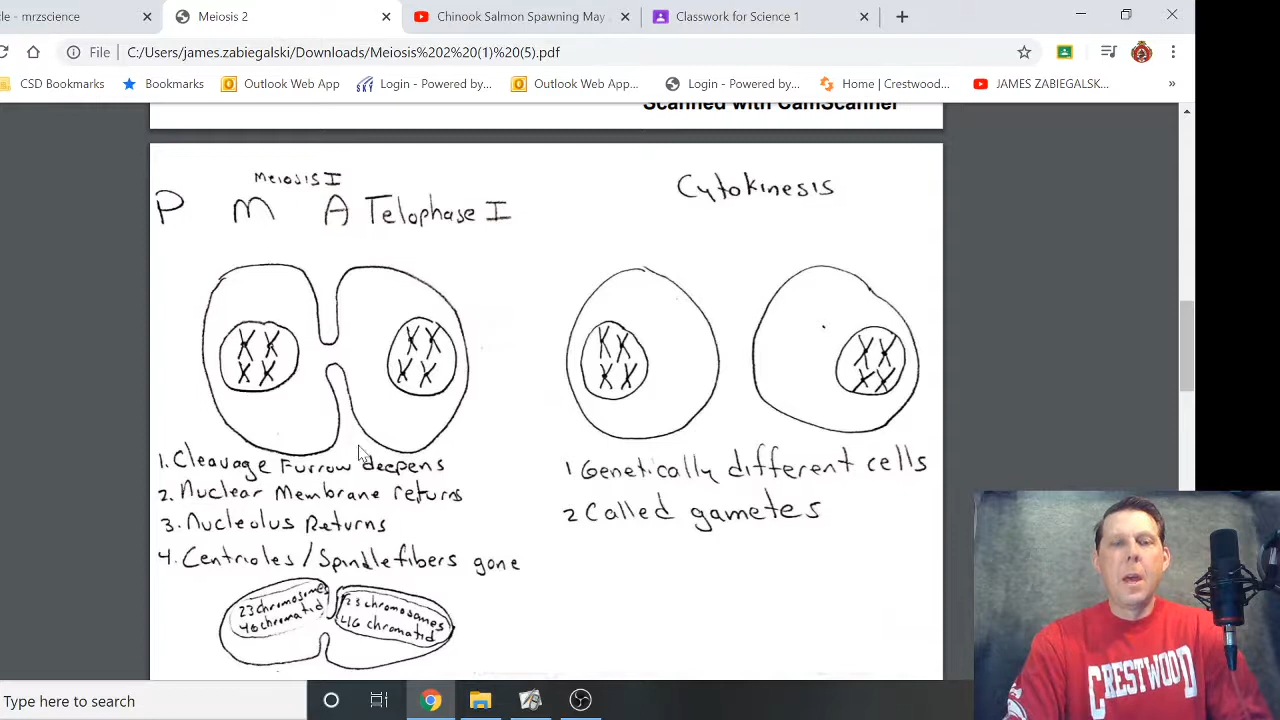 cle - mrzscience
Meiosis 2
Chinook Salmon Spawning May
Classwork for Science 1
File
C:/Users/james.zabiegalski/Downloads/Meiosis%202%20(1)%20(5).pdf
CSD Bookmarks
Bookmarks
Outlook Web App
Login - Powered by...
Outlook Web App
Login - Powered by...
Home | Crestwood...
JAMES ZABIEGALSK...
Scanned with CamScanner
Meiosis I
P M A Telophase I
Cytokinesis
1. Cleavage Furrow deepens
2. Nuclear Membrane returns
3. Nucleolus Returns
4. Centrioles / Spindle fibers gone
1 Genetically different cells
2 Called gametes
23 chromosomes
46 chromatid
23 chromosomes
46 chromatid
CRESTWOOD
Type here to search